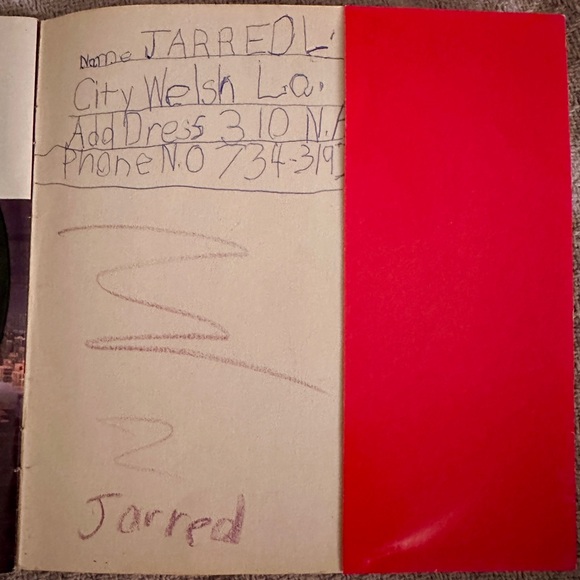 Name JARRED L
City Welsh La.
AddDress 310 N.A
Phone N.O 734-319
Jarred